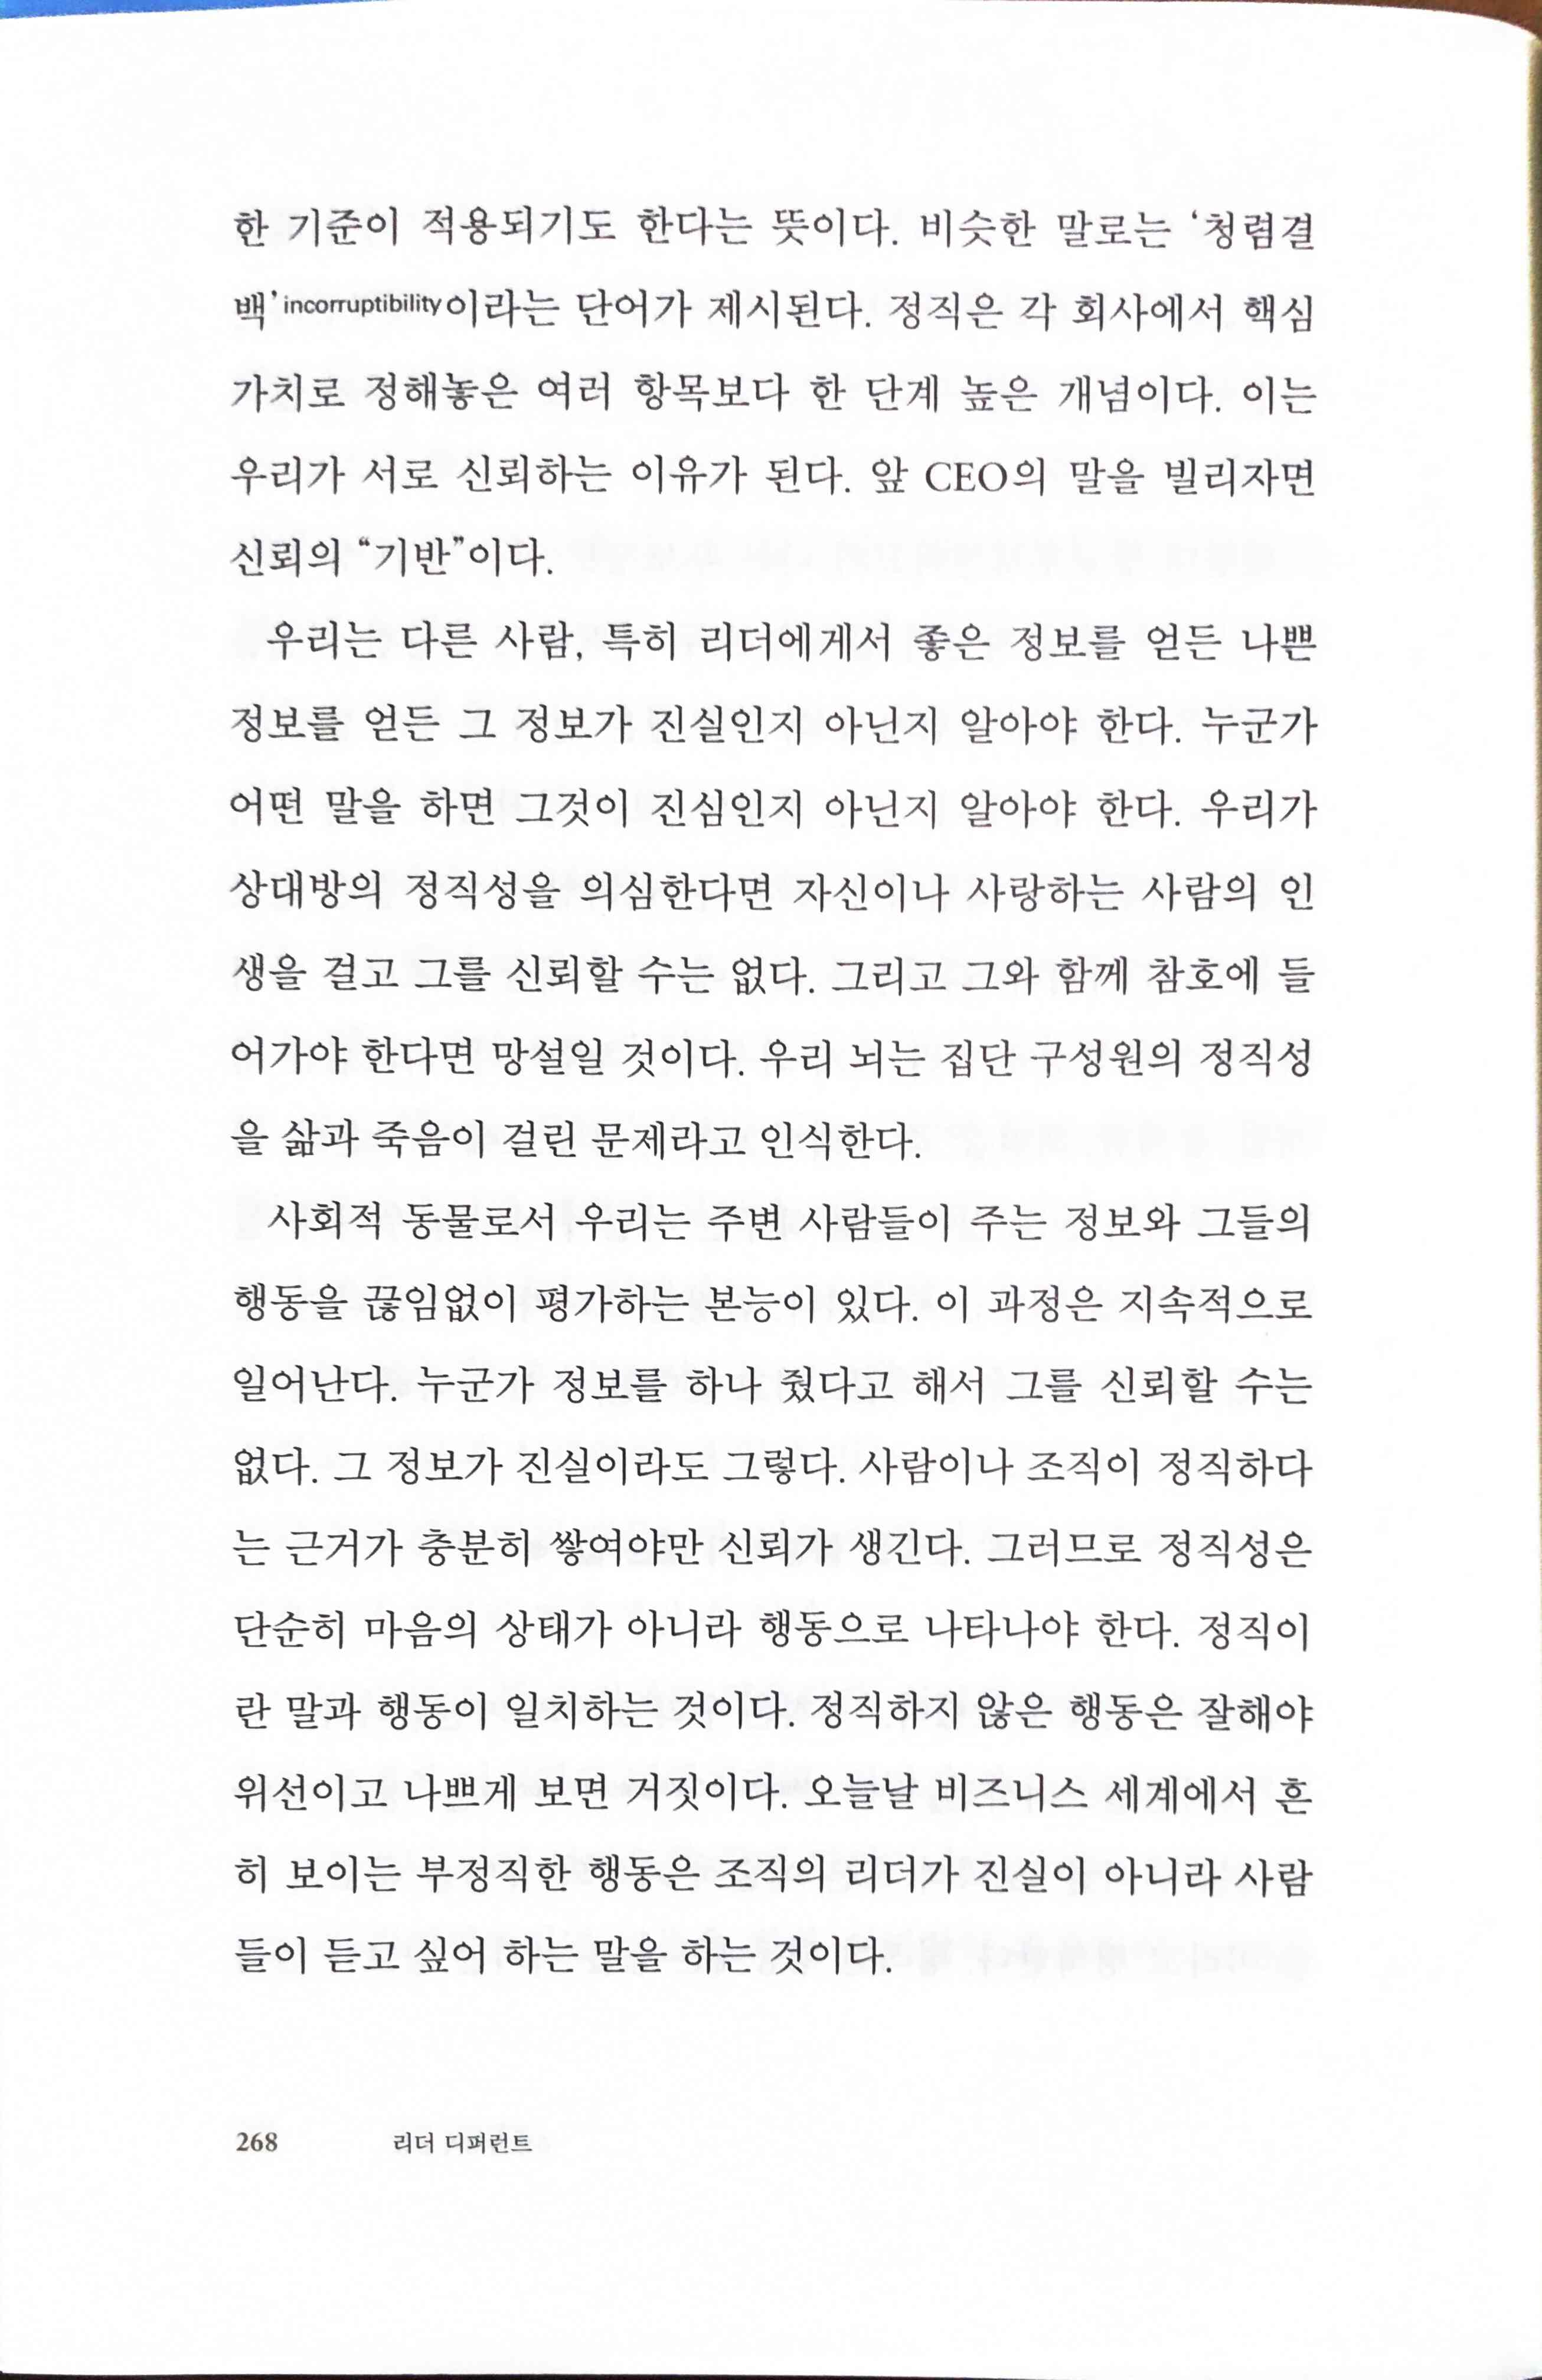 한 기준이 적용되기도 한다는 뜻이다. 비슷한 말로는 ‘청렴결
백’incorruptibility이라는 단어가 제시된다. 정직은 각 회사에서 핵심
가치로 정해놓은 여러 항목보다 한 단계 높은 개념이다. 이는
우리가 서로 신뢰하는 이유가 된다. 앞 CEO의 말을 빌리자면
신뢰의 “기반”이다.
우리는 다른 사람, 특히 리더에게서 좋은 정보를 얻든 나쁜
정보를 얻든 그 정보가 진실인지 아닌지 알아야 한다. 누군가
어떤 말을 하면 그것이 진심인지 아닌지 알아야 한다. 우리가
상대방의 정직성을 의심한다면 자신이나 사랑하는 사람의 인
생을 걸고 그를 신뢰할 수는 없다. 그리고 그와 함께 참호에 들
어가야 한다면 망설일 것이다. 우리 뇌는 집단 구성원의 정직성
을 삶과 죽음이 걸린 문제라고 인식한다.
사회적 동물로서 우리는 주변 사람들이 주는 정보와 그들의
행동을 끊임없이 평가하는 본능이 있다. 이 과정은 지속적으로
일어난다. 누군가 정보를 하나 줬다고 해서 그를 신뢰할 수는
없다. 그 정보가 진실이라도 그렇다. 사람이나 조직이 정직하다
는 근거가 충분히 쌓여야만 신뢰가 생긴다. 그러므로 정직성은
단순히 마음의 상태가 아니라 행동으로 나타나야 한다. 정직이
란 말과 행동이 일치하는 것이다. 정직하지 않은 행동은 잘해야
위선이고 나쁘게 보면 거짓이다. 오늘날 비즈니스 세계에서 흔
히 보이는 부정직한 행동은 조직의 리더가 진실이 아니라 사람
들이 듣고 싶어 하는 말을 하는 것이다.
268 리더 디퍼런트